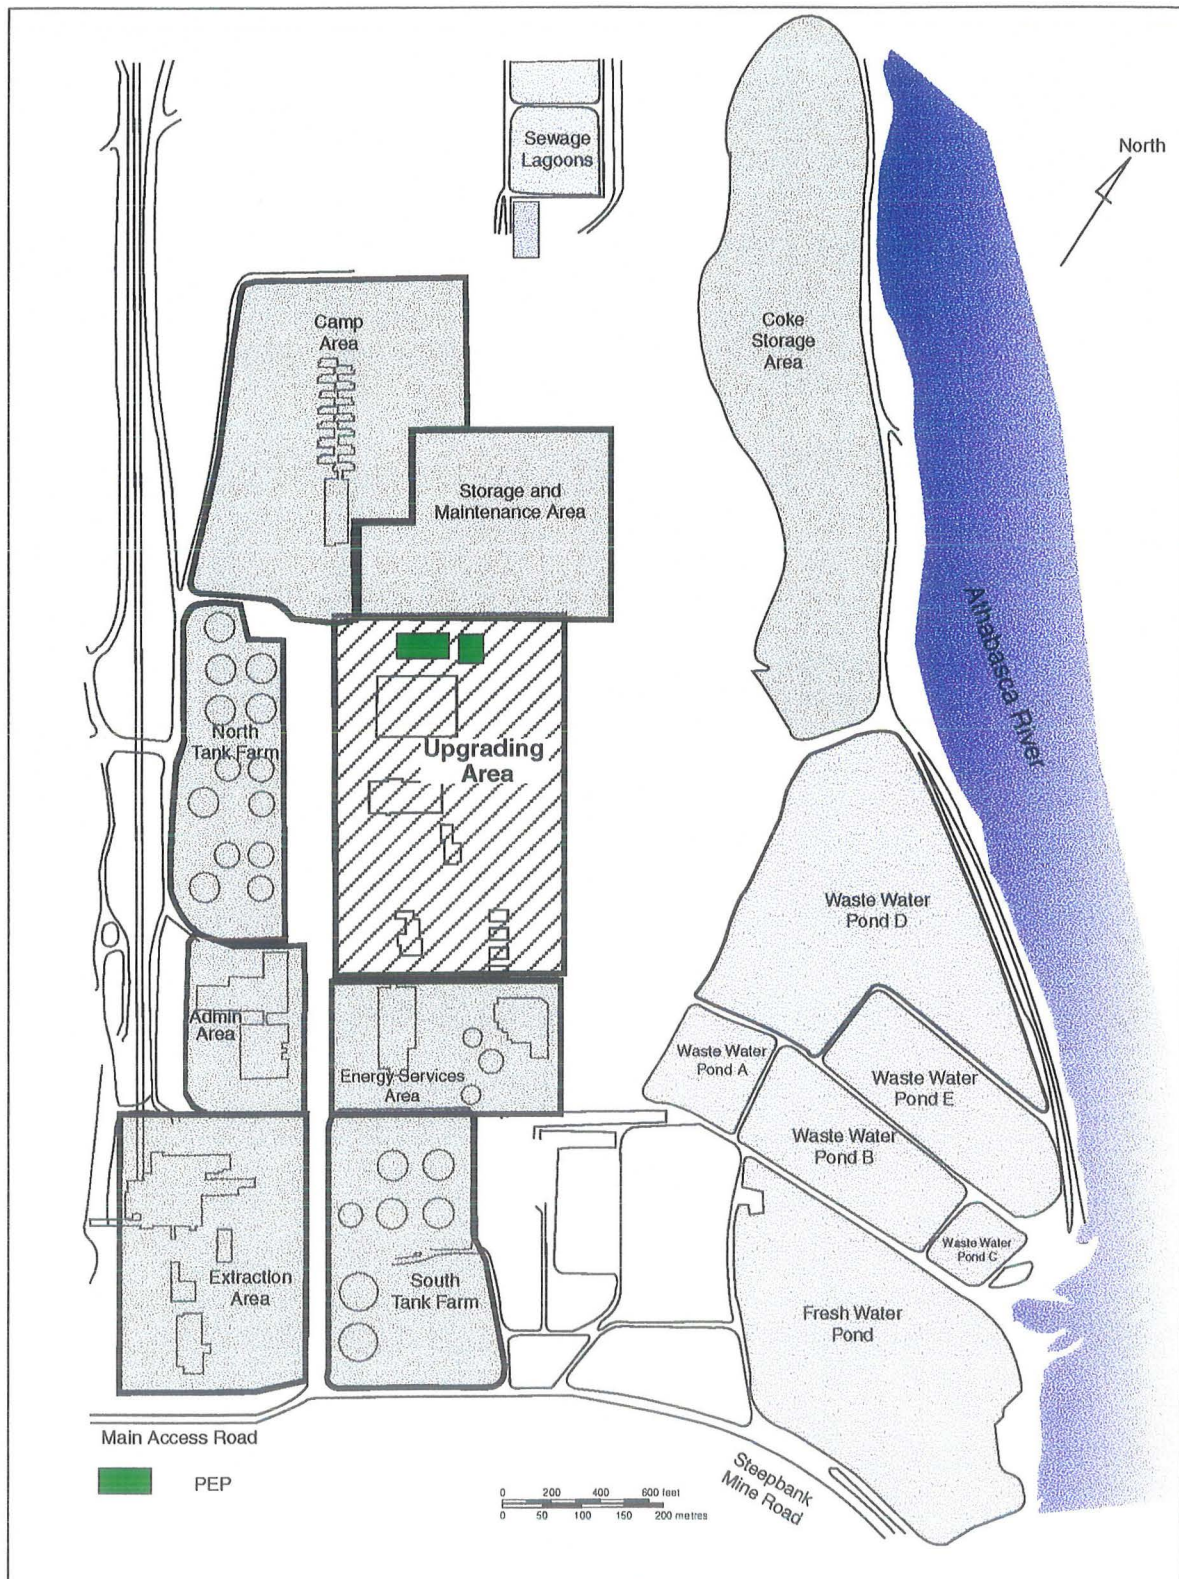 Sewage
Lagoons
North
Camp
Area
Coke
Storage
Area
Storage and
Maintenance Area
Athabasca River
North
Tank Farm
Upgrading
Area
Waste Water
Pond D
Admin
Area
Waste Water
Pond A
Energy Services
Area
Waste Water
Pond E
Waste Water
Pond B
Waste Water
Pond C
Extraction
Area
South
Tank Farm
Fresh Water
Pond
Main Access Road
PEP
Steepbank
Mine Road
0 200 400 600 feet
0 50 100 150 200 metres